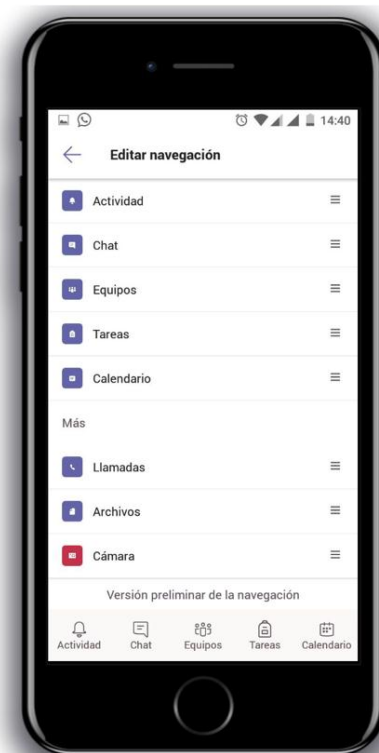 14:40
Editar navegación
Actividad
Chat
Equipos
Tareas
Calendario
Más
Llamadas
Archivos
Cámara
Versión preliminar de la navegación
Actividad Chat Equipos Tareas Calendario